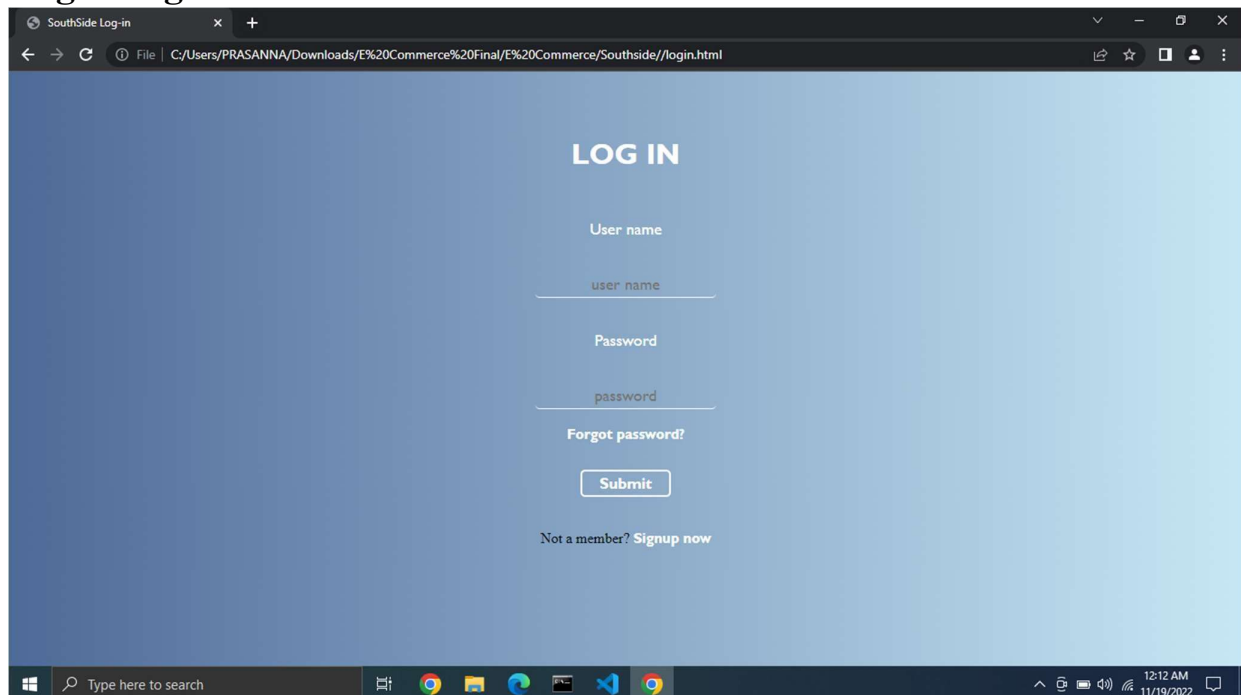 SouthSide Log-in
File C:/Users/PRASANNA/Downloads/E%20Commerce%20Final/E%20Commerce/Southside//login.html
LOG IN
User name
user name
Password
password
Forgot password?
Submit
Not a member? Signup now
Type here to search
12:12 AM
11/19/2022